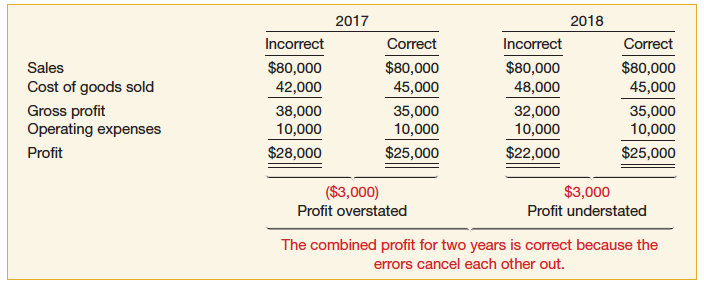 2017 2018
Incorrect Correct Incorrect Correct
Sales $80,000 $80,000 $80,000 $80,000
Cost of goods sold 42,000 45,000 48,000 45,000
Gross profit 38,000 35,000 32,000 35,000
Operating expenses 10,000 10,000 10,000 10,000
Profit $28,000 $25,000 $22,000 $25,000
($3,000) $3,000
Profit overstated Profit understated
The combined profit for two years is correct because the
errors cancel each other out.